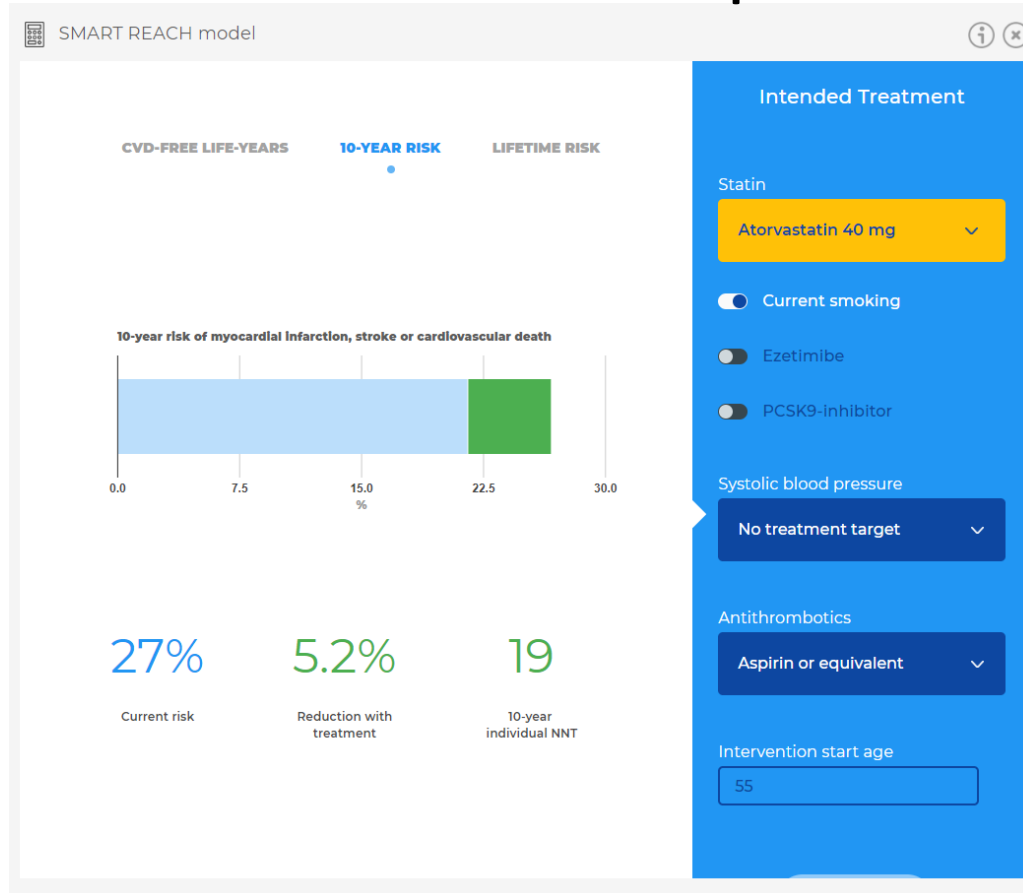 SMART REACH model
CVD-FREE LIFE-YEARS
10-YEAR RISK
LIFETIME RISK
10-year risk of myocardial infarction, stroke or cardiovascular death
0.0
7.5
15.0
22.5
30.0
%
27%
5.2%
19
Current risk
Reduction with
treatment
10-year
individual NNT
Intended Treatment
Statin
Atorvastatin 40 mg
Current smoking
Ezetimibe
PCSK9-inhibitor
Systolic blood pressure
No treatment target
Antithrombotics
Aspirin or equivalent
Intervention start age
55